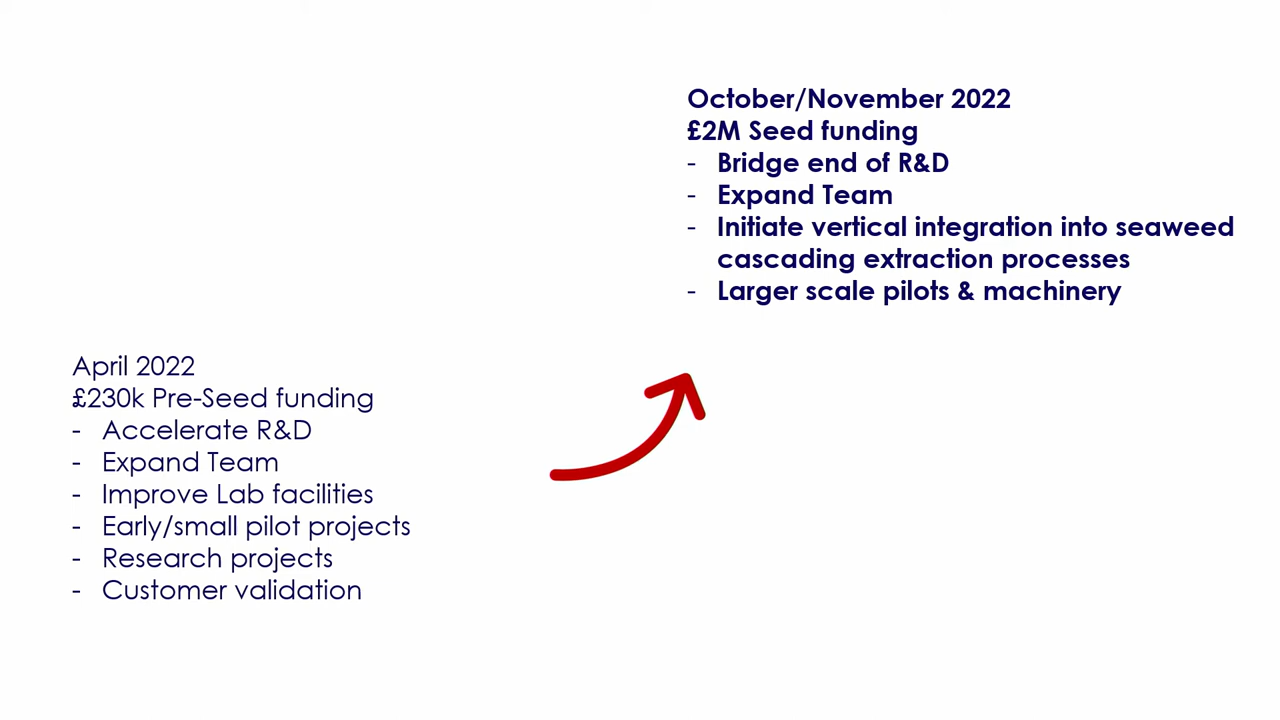 October/November 2022
£2M Seed funding
- Bridge end of R&D
- Expand Team
- Initiate vertical integration into seaweed
cascading extraction processes
- Larger scale pilots & machinery
April 2022
£230k Pre-Seed funding
- Accelerate R&D
- Expand Team
- Improve Lab facilities
- Early/small pilot projects
- Research projects
- Customer validation